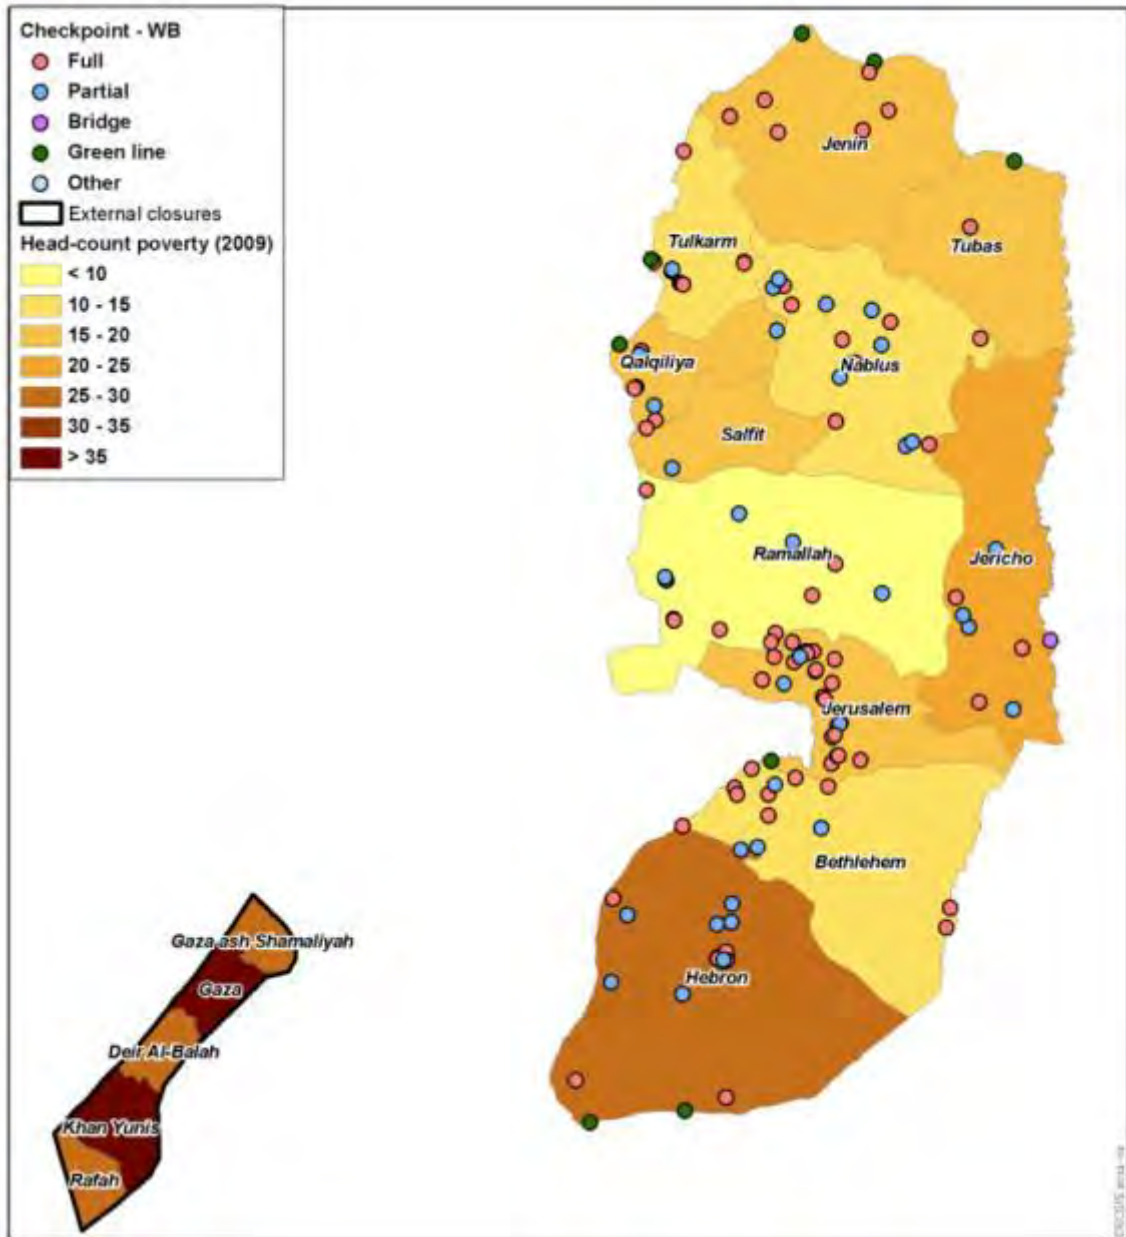 Checkpoint - WB
Full
Partial
Bridge
Green line
Other
External closures
Head-count poverty (2009)
< 10
10 - 15
15 - 20
20 - 25
25 - 30
30 - 35
> 35
Jenin
Tulkarm
Tubas
Qalqiliya
Nablus
Salfit
Ramallah
Jericho
Jerusalem
Bethlehem
Hebron
Gaza ash Shamaliyah
Gaza
Deir Al-Balah
Khan Yunis
Rafah